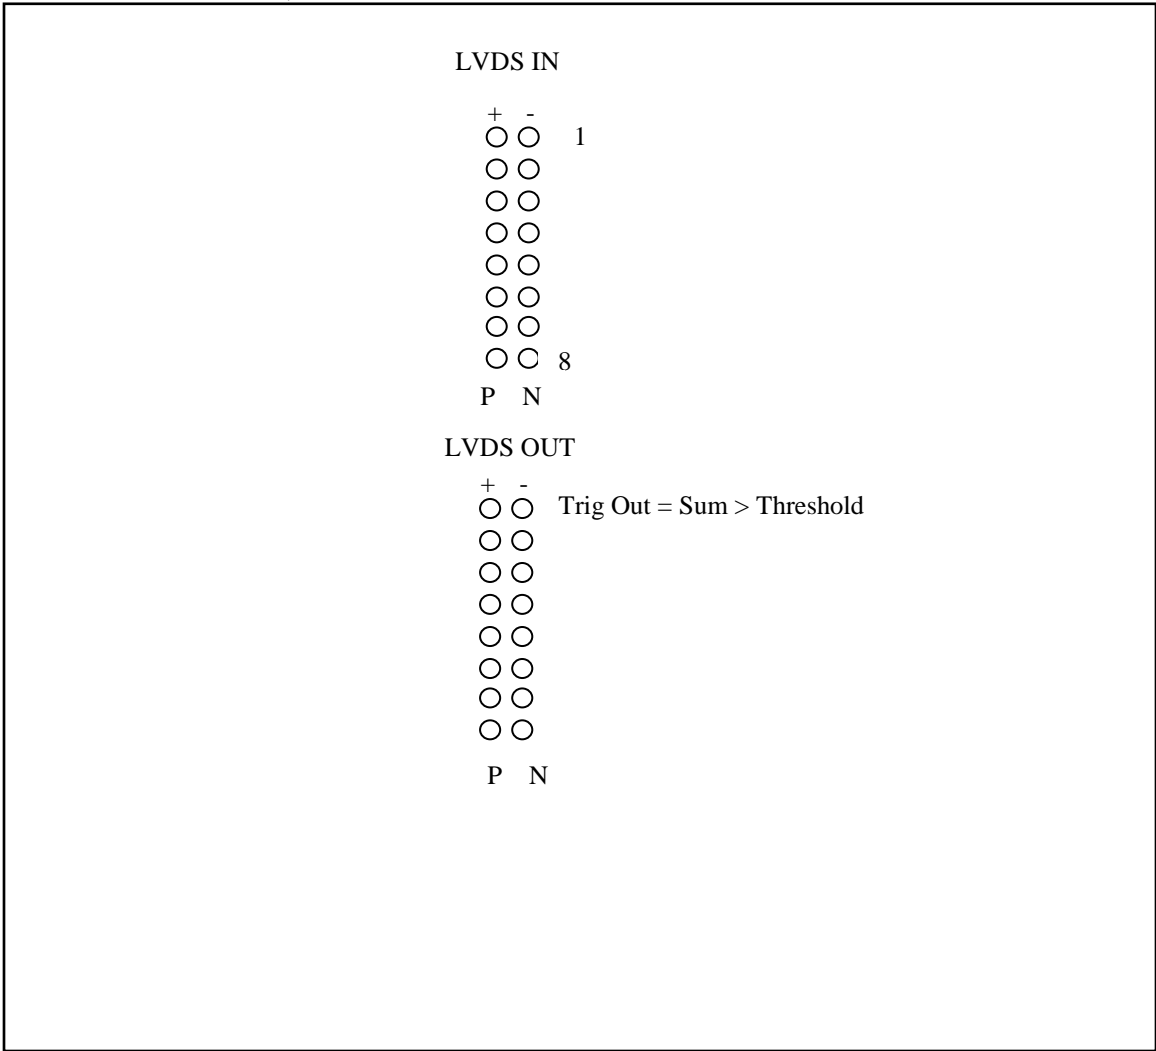 LVDS IN
+ -
1
8
P N
LVDS OUT
+ -
Trig Out = Sum > Threshold
P N